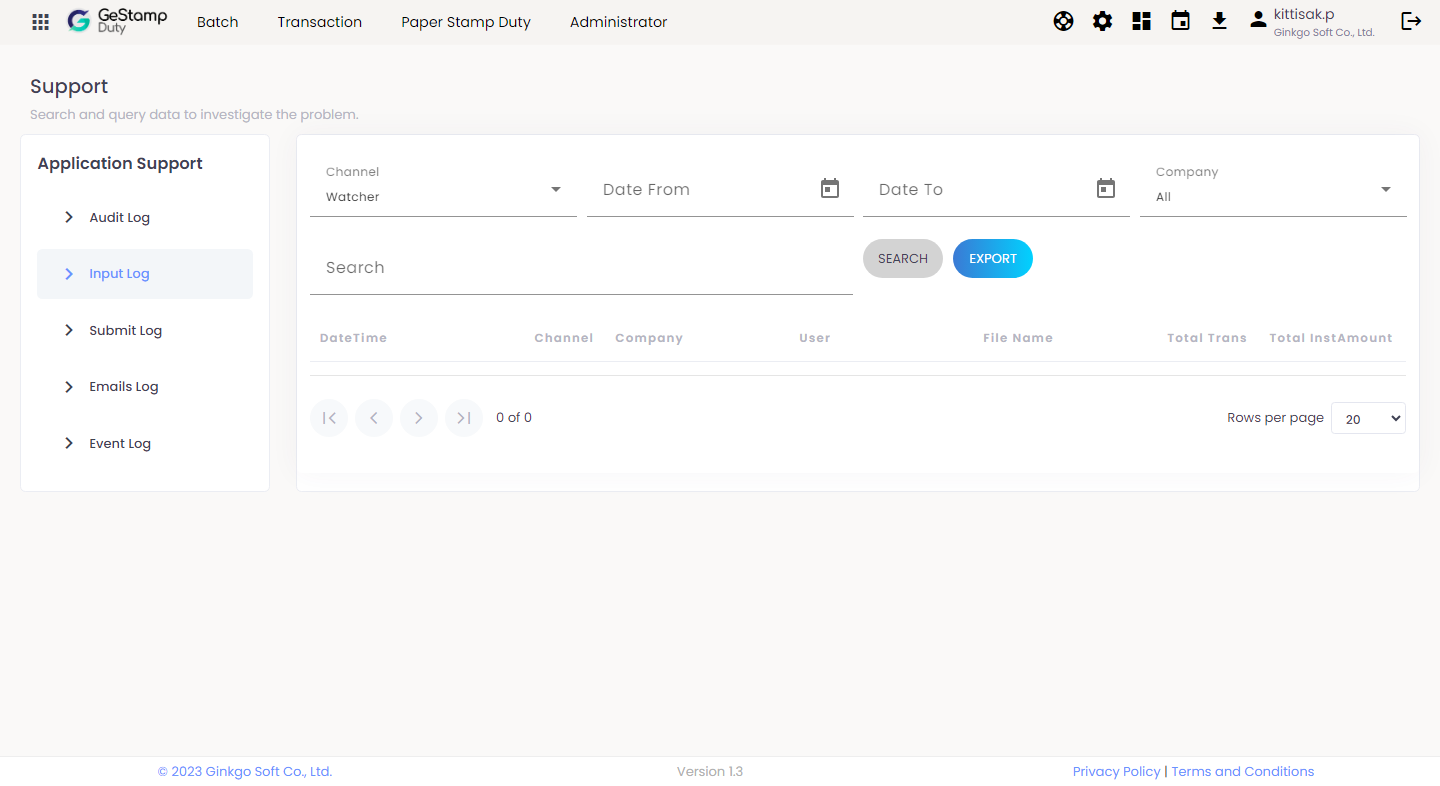 GeStamp
Duty
Batch
Transaction
Paper Stamp Duty
Administrator
kittisak.p
Ginkgo Soft Co., Ltd.
Support
Search and query data to investigate the problem.
Application Support
Audit Log
Input Log
Submit Log
Emails Log
Event Log
Channel
Watcher
Date From
Date To
Company
All
Search
SEARCH
EXPORT
DateTime Channel Company User File Name Total Trans Total InstAmount
0 of 0
Rows per page 20
© 2023 Ginkgo Soft Co., Ltd.
Version 1.3
Privacy Policy | Terms and Conditions